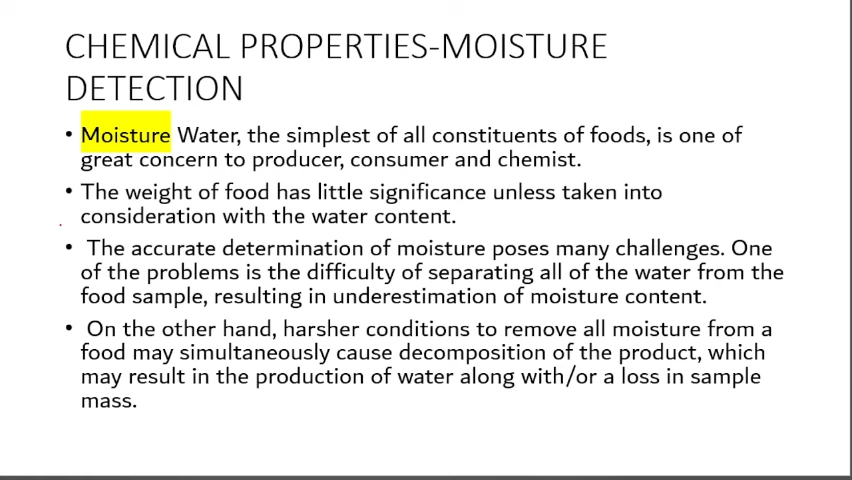 CHEMICAL PROPERTIES-MOISTURE
DETECTION
• Moisture Water, the simplest of all constituents of foods, is one of
great concern to producer, consumer and chemist.
• The weight of food has little significance unless taken into
consideration with the water content.
• The accurate determination of moisture poses many challenges. One
of the problems is the difficulty of separating all of the water from the
food sample, resulting in underestimation of moisture content.
• On the other hand, harsher conditions to remove all moisture from a
food may simultaneously cause decomposition of the product, which
may result in the production of water along with/or a loss in sample
mass.